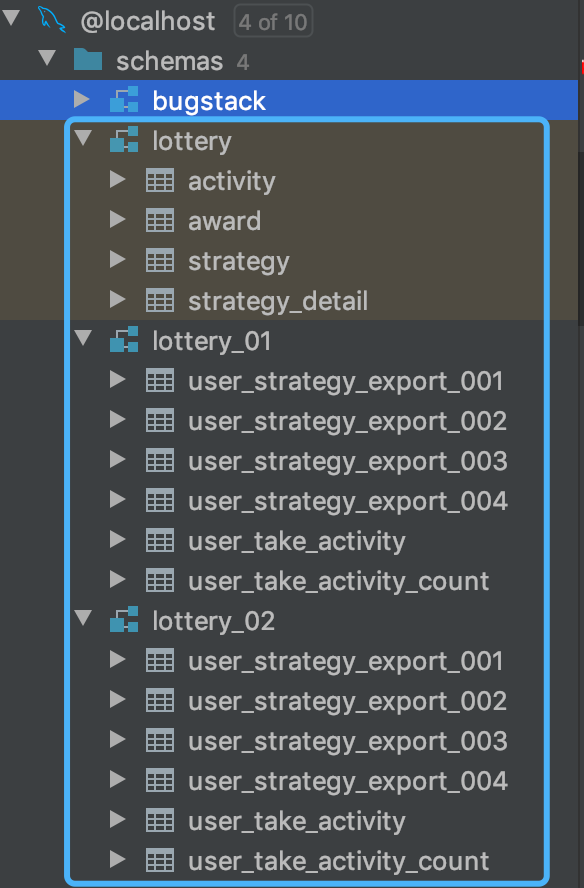 @localhost 4 of 10
schemas 4
bugstack
lottery
activity
award
strategy
strategy_detail
lottery_01
user_strategy_export_001
user_strategy_export_002
user_strategy_export_003
user_strategy_export_004
user_take_activity
user_take_activity_count
lottery_02
user_strategy_export_001
user_strategy_export_002
user_strategy_export_003
user_strategy_export_004
user_take_activity
user_take_activity_count